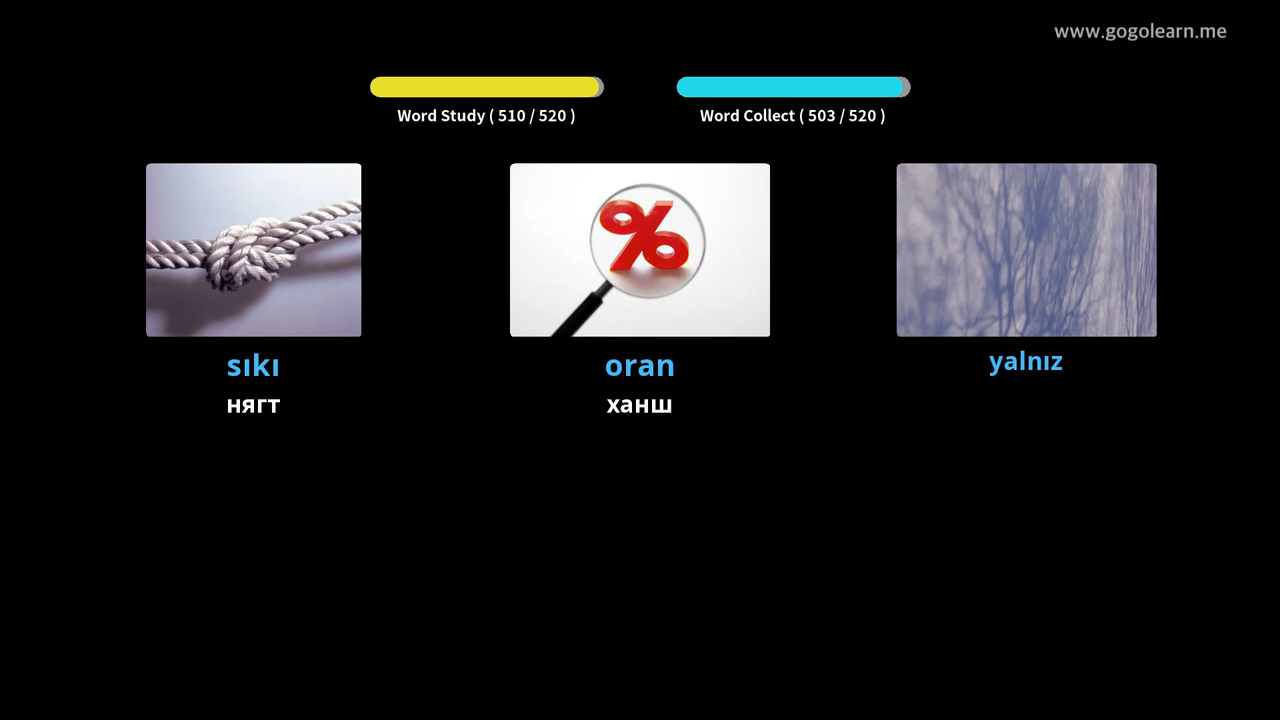 www.gogolearn.me
Word Study ( 510 / 520 )
Word Collect ( 503 / 520 )
%
sıkı
нягт
oran
ханш
yalnız